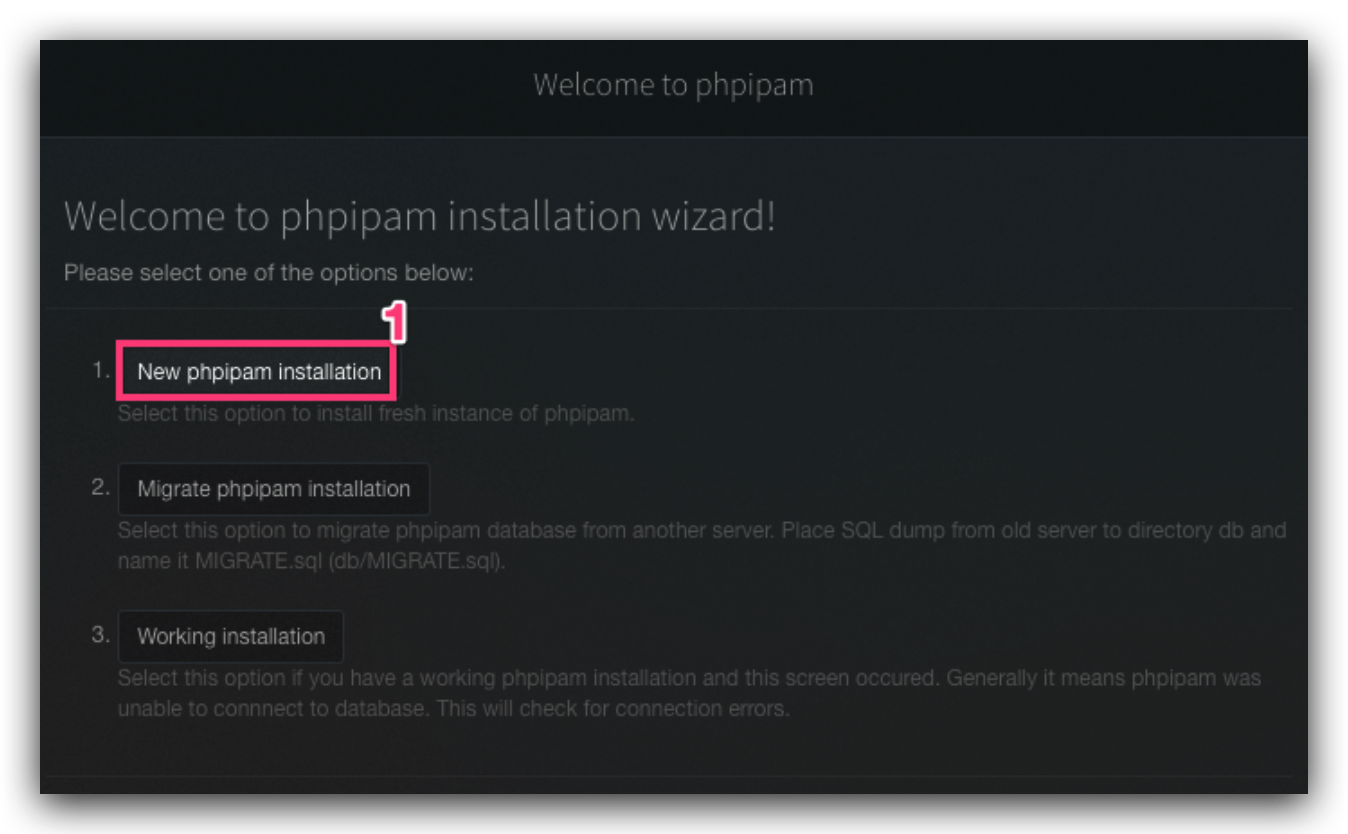 Welcome to phpipam
Welcome to phpipam installation wizard!
Please select one of the options below:
1
1. New phpipam installation
Select this option to install fresh instance of phpipam.
2. Migrate phpipam installation
Select this option to migrate phpipam database from another server. Place SQL dump from old server to directory db and
name it MIGRATE.sql (db/MIGRATE.sql).
3. Working installation
Select this option if you have a working phpipam installation and this screen occured. Generally it means phpipam was
unable to connnect to database. This will check for connection errors.